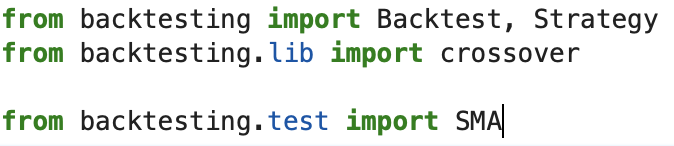 from backtesting import Backtest, Strategy
from backtesting.lib import crossover
from backtesting.test import SMA